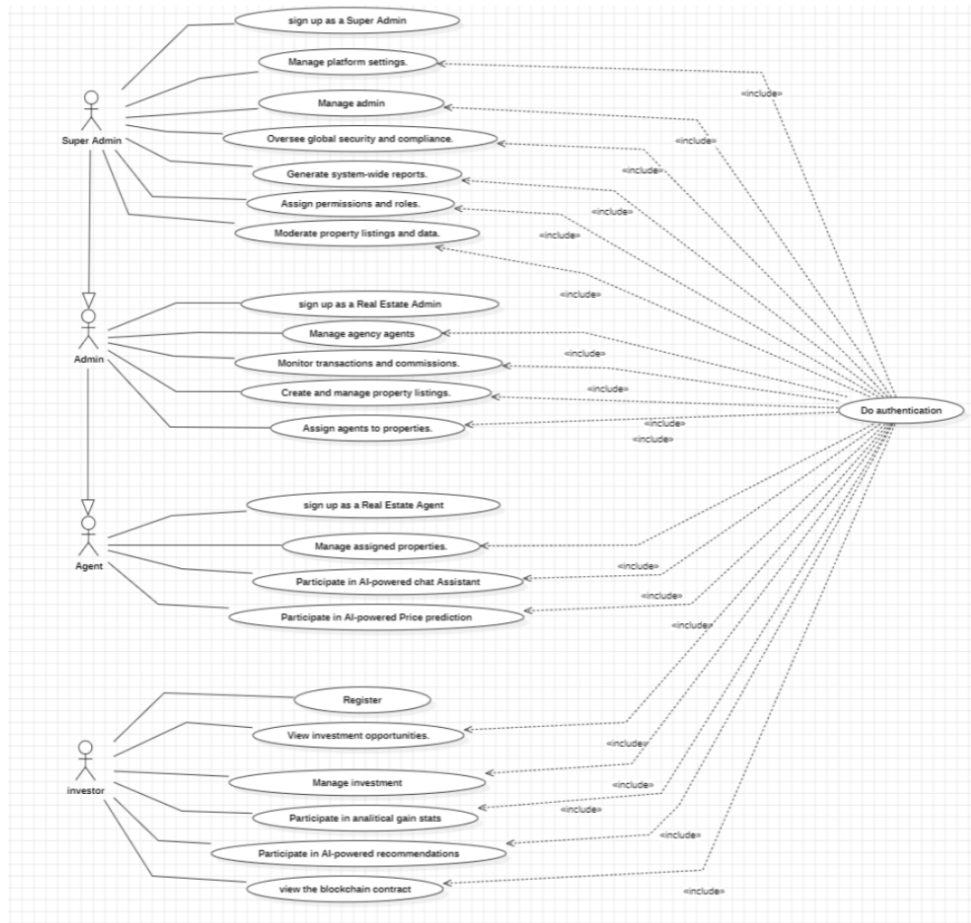 sign up as a Super Admin
Manage platform settings.
«include»
Manage admin
Super Admin
Oversee global security and compliance.
«include»
Generate system-wide reports.
«include»
Assign permissions and roles.
«include»
Moderate property listings and data.
«include»
«include»
sign up as a Real Estate Admin
Manage agency agents
Admin
Monitor transactions and commissions.
«include»
Create and manage property listings.
«include»
Do authentication
Assign agents to properties.
«include»
«include»
sign up as a Real Estate Agent
Manage assigned properties.
Agent
«include»
Participate in AI-powered chat Assistant
«include»
Participate in AI-powered Price prediction
«include»
Register
View investment opportunities.
«include»
investor
Manage investment
«include»
«include»
Participate in analitical gain stats
«include»
Participate in AI-powered recommendations
view the blockchain contract
«include»